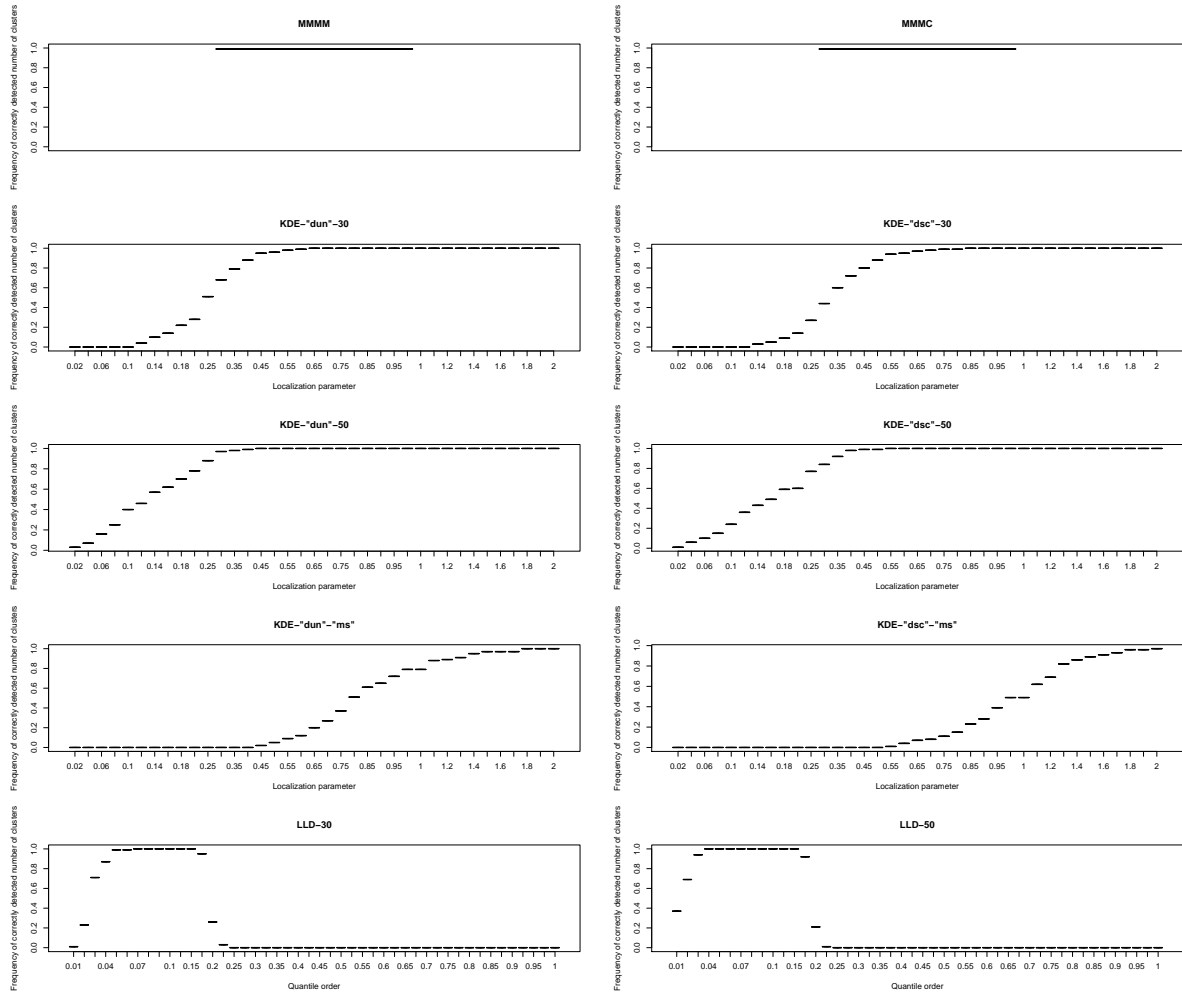 MMMM
Frequency of correctly detected number of clusters
0.0 0.2 0.4 0.6 0.8 1.0
MMMC
Frequency of correctly detected number of clusters
0.0 0.2 0.4 0.6 0.8 1.0
KDE−"dun"−30
Frequency of correctly detected number of clusters
0.0 0.2 0.4 0.6 0.8 1.0
0.02 0.06 0.1 0.14 0.18 0.25 0.35 0.45 0.55 0.65 0.75 0.85 0.95 1 1.2 1.4 1.6 1.8 2
Localization parameter
KDE−"dsc"−30
Frequency of correctly detected number of clusters
0.0 0.2 0.4 0.6 0.8 1.0
0.02 0.06 0.1 0.14 0.18 0.25 0.35 0.45 0.55 0.65 0.75 0.85 0.95 1 1.2 1.4 1.6 1.8 2
Localization parameter
KDE−"dun"−50
Frequency of correctly detected number of clusters
0.0 0.2 0.4 0.6 0.8 1.0
0.02 0.06 0.1 0.14 0.18 0.25 0.35 0.45 0.55 0.65 0.75 0.85 0.95 1 1.2 1.4 1.6 1.8 2
Localization parameter
KDE−"dsc"−50
Frequency of correctly detected number of clusters
0.0 0.2 0.4 0.6 0.8 1.0
0.02 0.06 0.1 0.14 0.18 0.25 0.35 0.45 0.55 0.65 0.75 0.85 0.95 1 1.2 1.4 1.6 1.8 2
Localization parameter
KDE−"dun"−"ms"
Frequency of correctly detected number of clusters
0.0 0.2 0.4 0.6 0.8 1.0
0.02 0.06 0.1 0.14 0.18 0.25 0.35 0.45 0.55 0.65 0.75 0.85 0.95 1 1.2 1.4 1.6 1.8 2
Localization parameter
KDE−"dsc"−"ms"
Frequency of correctly detected number of clusters
0.0 0.2 0.4 0.6 0.8 1.0
0.02 0.06 0.1 0.14 0.18 0.25 0.35 0.45 0.55 0.65 0.75 0.85 0.95 1 1.2 1.4 1.6 1.8 2
Localization parameter
LLD−30
Frequency of correctly detected number of clusters
0.0 0.2 0.4 0.6 0.8 1.0
0.01 0.04 0.07 0.1 0.15 0.2 0.25 0.3 0.35 0.4 0.45 0.5 0.55 0.6 0.65 0.7 0.75 0.8 0.85 0.9 0.95 1
Quantile order
LLD−50
Frequency of correctly detected number of clusters
0.0 0.2 0.4 0.6 0.8 1.0
0.01 0.04 0.07 0.1 0.15 0.2 0.25 0.3 0.35 0.4 0.45 0.5 0.55 0.6 0.65 0.7 0.75 0.8 0.85 0.9 0.95 1
Quantile order